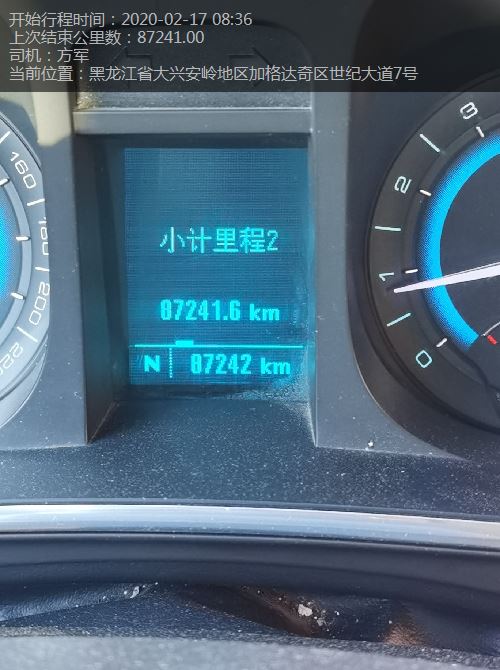 开始行程时间：2020-02-17 08:36
上次结束公里数：87241.00
司机：方军
当前位置：黑龙江省大兴安岭地区加格达奇区世纪大道7号
160
180
200
220
小计里程2
87241.6 km
N
87242 km
3
2
1
0